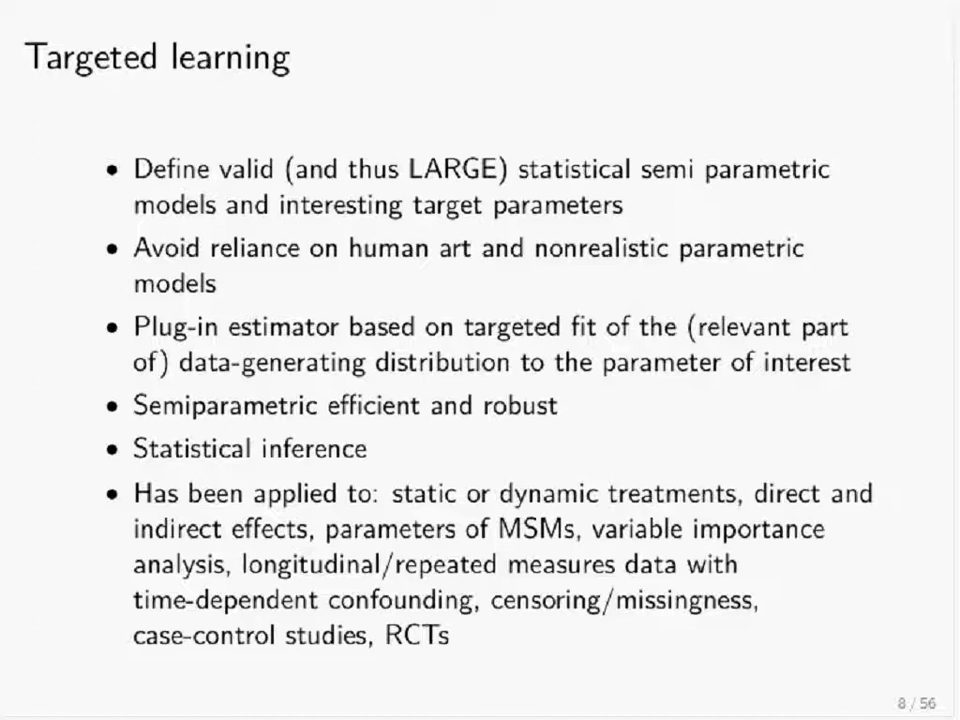 Targeted learning
• Define valid (and thus LARGE) statistical semi parametric
models and interesting target parameters
• Avoid reliance on human art and nonrealistic parametric
models
• Plug-in estimator based on targeted fit of the (relevant part
of) data-generating distribution to the parameter of interest
• Semiparametric efficient and robust
• Statistical inference
• Has been applied to: static or dynamic treatments, direct and
indirect effects, parameters of MSMs, variable importance
analysis, longitudinal/repeated measures data with
time-dependent confounding, censoring/missingness,
case-control studies, RCTs
8 / 56